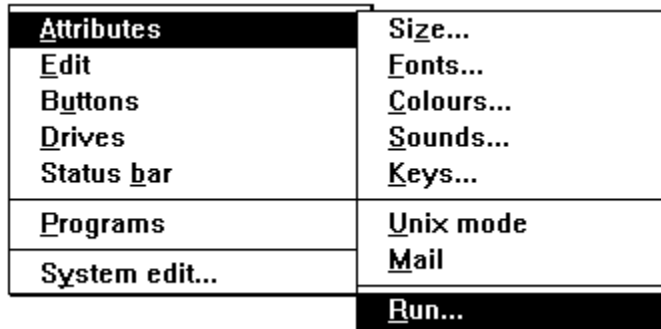 Attributes
Edit
Buttons
Drives
Status bar
Programs
System edit...
Size...
Fonts...
Colours...
Sounds...
Keys...
Unix mode
Mail
Run...